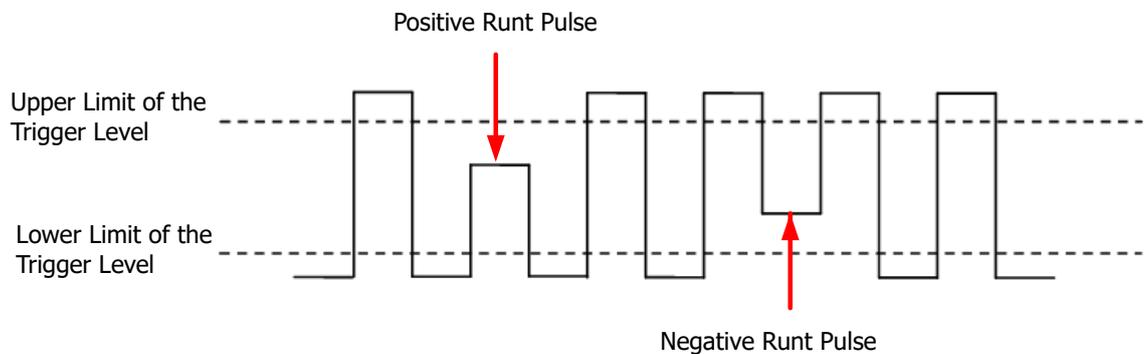 Positive Runt Pulse
Upper Limit of the
Trigger Level
Lower Limit of the
Trigger Level
Negative Runt Pulse